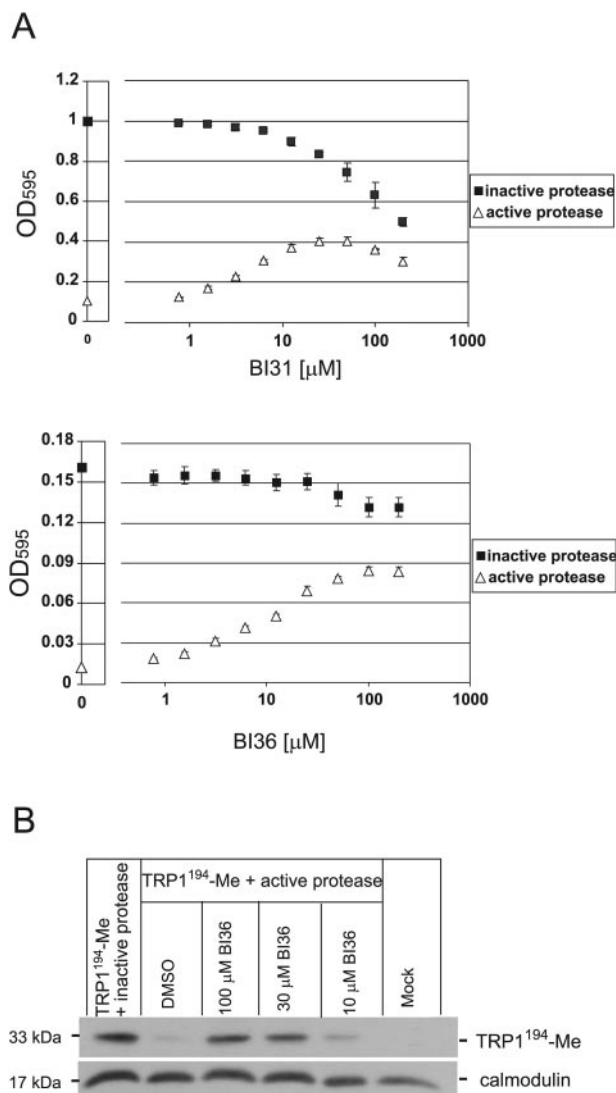 A
1.2
1
0.8
0.6
0.4
0.2
0
OD595
0
1 10 100 1000
BI31 [μM]
■ inactive protease
△ active protease
0.18
0.15
0.12
0.09
0.06
0.03
0
OD595
0
1 10 100 1000
BI36 [μM]
■ inactive protease
△ active protease
B
TRP1¹⁹⁴-Me
+ inactive protease
TRP1¹⁹⁴-Me + active protease
DMSO
100 μM BI36
30 μM BI36
10 μM BI36
Mock
33 kDa
TRP1¹⁹⁴-Me
17 kDa
calmodulin